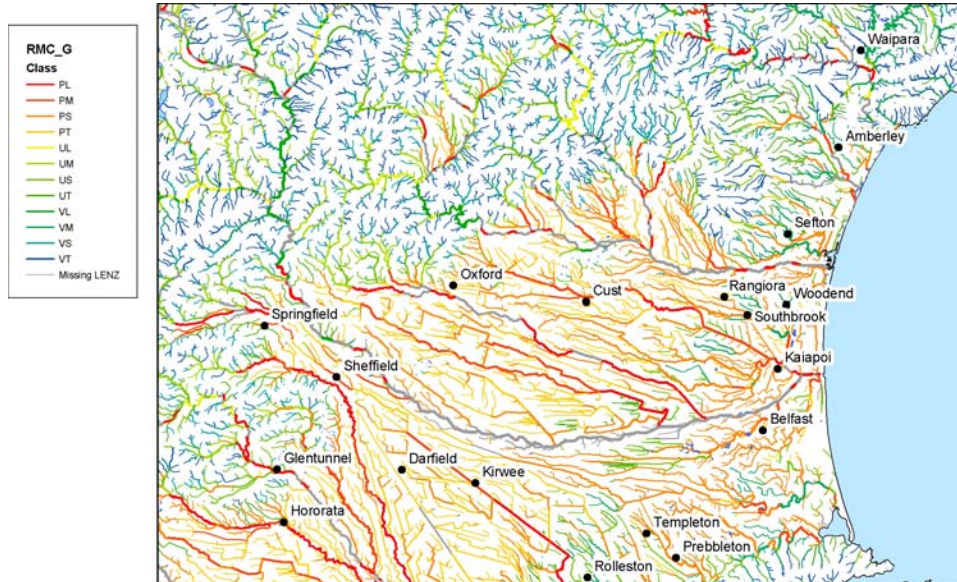 RMC_G
Class
PL
PM
PS
PT
UL
UM
US
UT
VL
VM
VS
VT
Missing LENZ
Waipara
Amberley
Sefton
Oxford
Cust
Rangiora
Woodend
Southbrook
Springfield
Sheffield
Kaiapoi
Belfast
Glentunnel
Darfield
Kirwee
Hororata
Templeton
Prebbleton
Rolleston